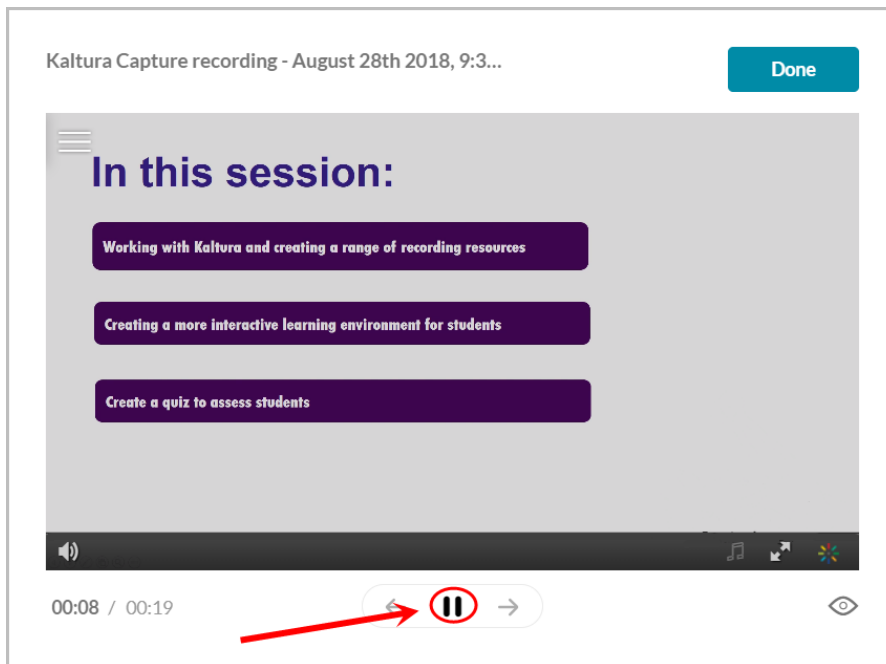 Kaltura Capture recording - August 28th 2018, 9:3...
Done
In this session:
Working with Kaltura and creating a range of recording resources
Creating a more interactive learning environment for students
Create a quiz to assess students
00:08 / 00:19